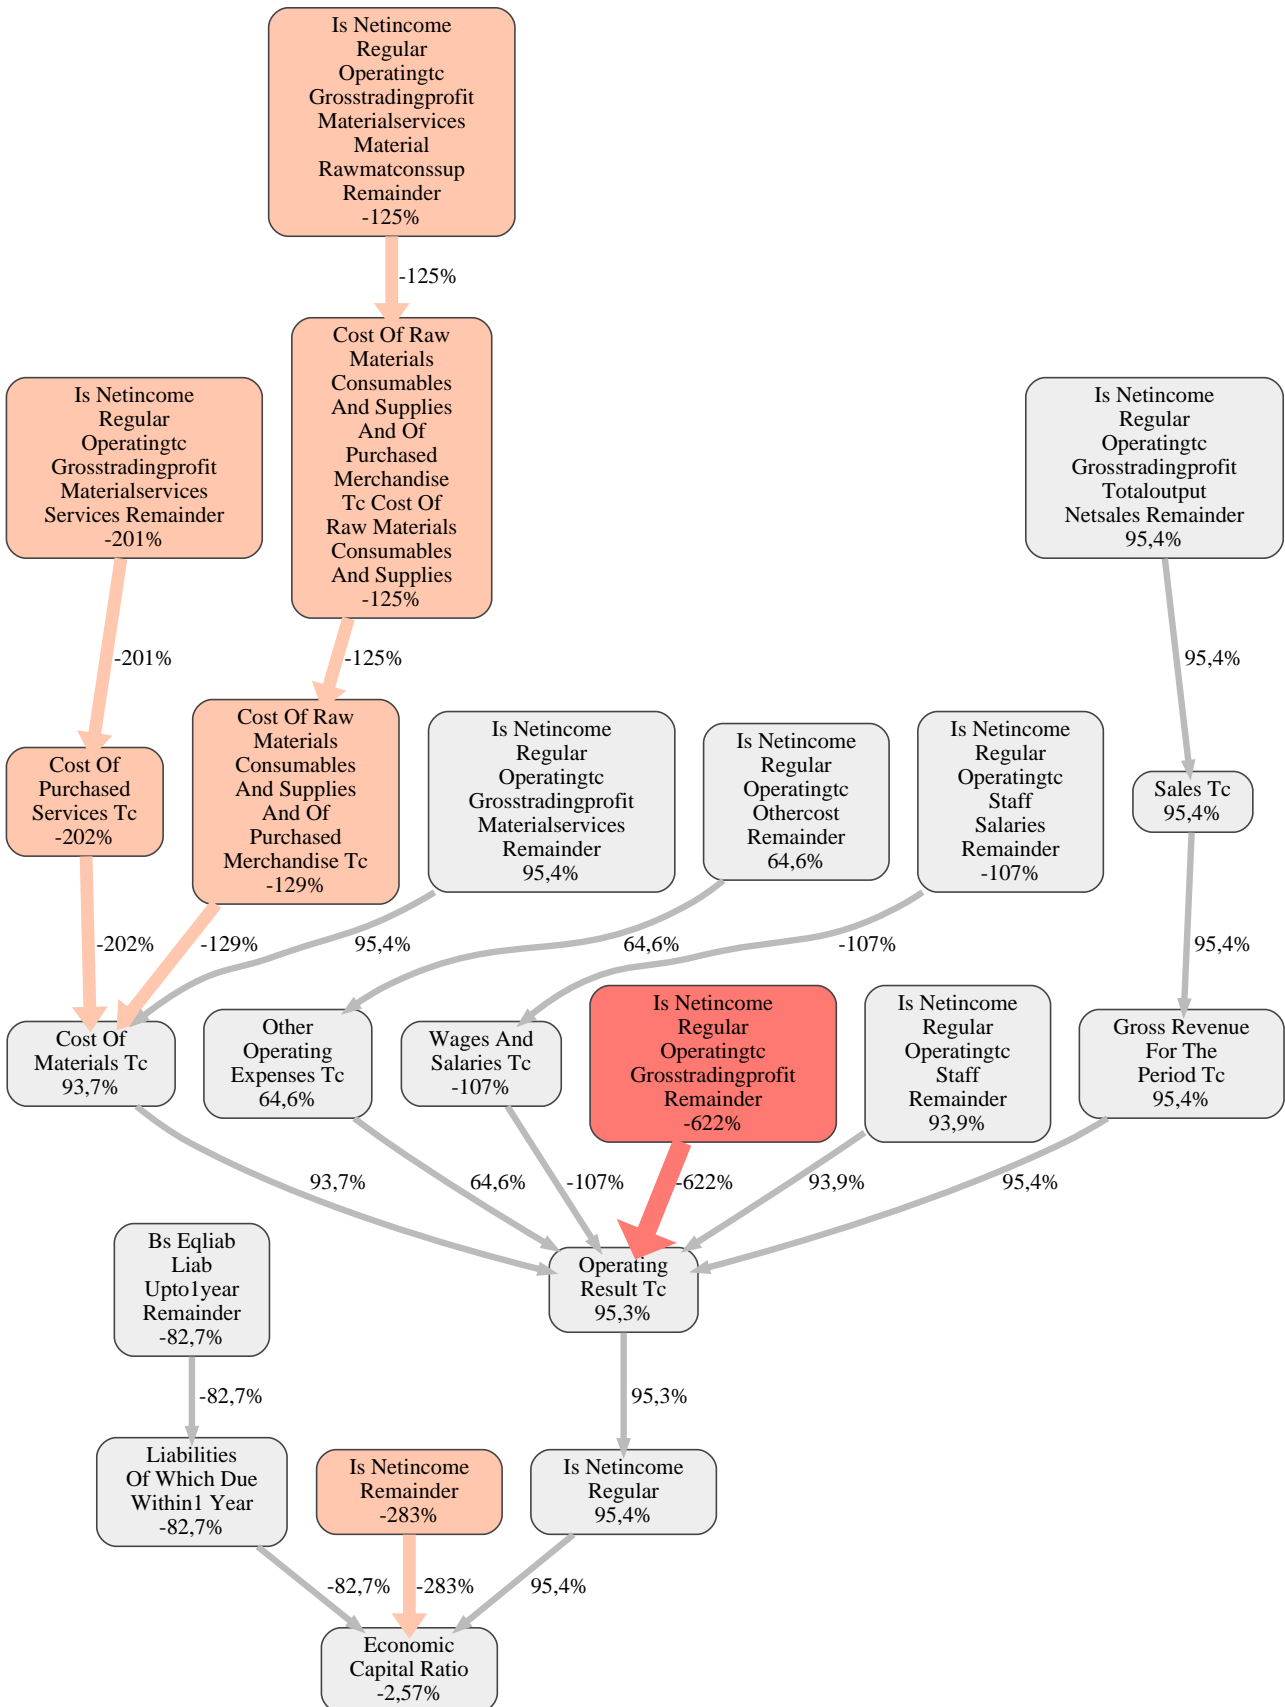 Is Netincome
Regular
Operatingtc
Grosstradingprofit
Materialservices
Material
Rawmatconssup
Remainder
-125%
-125%
Cost Of Raw
Materials
Consumables
And Supplies
And Of
Purchased
Merchandise
Tc Cost Of
Raw Materials
Consumables
And Supplies
-125%
Is Netincome
Regular
Operatingtc
Grosstradingprofit
Materialservices
Services Remainder
-201%
Is Netincome
Regular
Operatingtc
Grosstradingprofit
Totaloutput
Netsales Remainder
95,4%
-201%
-125%
95,4%
Cost Of
Purchased
Services Tc
-202%
Cost Of Raw
Materials
Consumables
And Supplies
And Of
Purchased
Merchandise Tc
-129%
Is Netincome
Regular
Operatingtc
Grosstradingprofit
Materialservices
Remainder
95,4%
Is Netincome
Regular
Operatingtc
Othercost
Remainder
64,6%
Is Netincome
Regular
Operatingtc
Staff
Salaries
Remainder
-107%
Sales Tc
95,4%
-202%
-129%
95,4%
64,6%
-107%
95,4%
Cost Of
Materials Tc
93,7%
Other
Operating
Expenses Tc
64,6%
Wages And
Salaries Tc
-107%
Is Netincome
Regular
Operatingtc
Grosstradingprofit
Remainder
-622%
Is Netincome
Regular
Operatingtc
Staff
Remainder
93,9%
Gross Revenue
For The
Period Tc
95,4%
93,7%
64,6%
-107%
-622%
93,9%
95,4%
Bs Eqliab
Liab
Upto1year
Remainder
-82,7%
Operating
Result Tc
95,3%
-82,7%
95,3%
Liabilities
Of Which Due
Within1 Year
-82,7%
Is Netincome
Remainder
-283%
Is Netincome
Regular
95,4%
-82,7%
-283%
95,4%
Economic
Capital Ratio
-2,57%